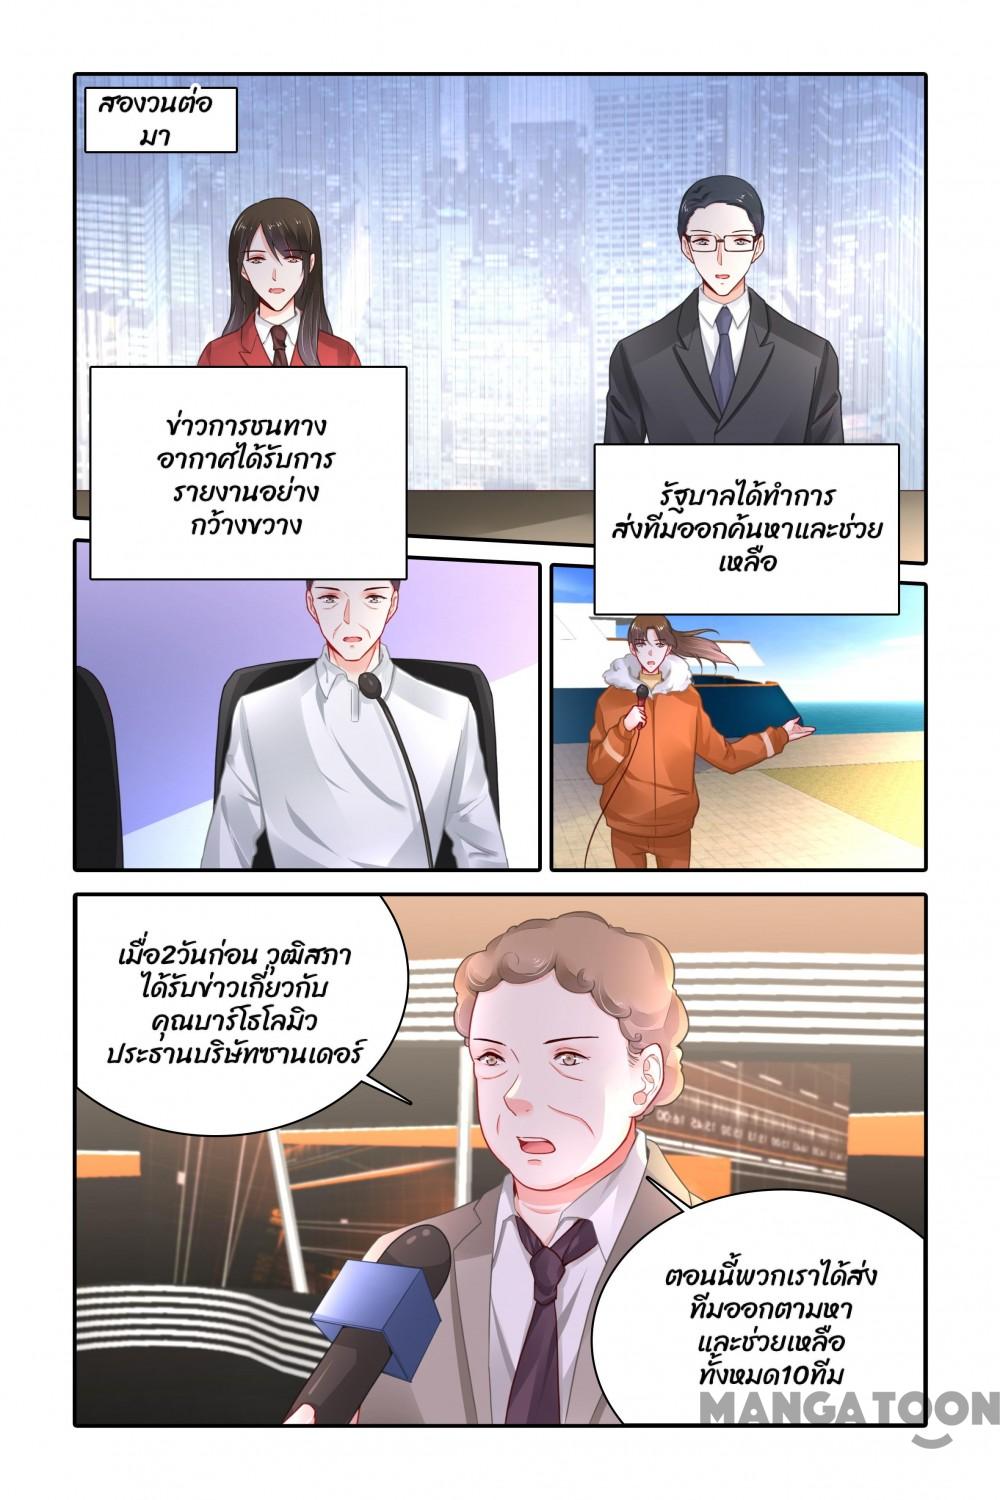 สองวนต่อ
มา
ข่าวการชนทาง
อากาศได้รับการ
รายงานอย่าง
กว้างขวาง
รัฐบาลได้ทำการ
ส่งทีมออกค้นหาและช่วย
เหลือ
เมื่อ2วันก่อน วุฒิสภา
ได้รับข่าวเกี่ยวกับ
คุณบาร์โธโลมิว
ประธานบริษัทซานเดอร์
ตอนนี้พวกเราได้ส่ง
ทีมออกตามหา
และช่วยเหลือ
ทั้งหมด10ทีม
MANGATOON